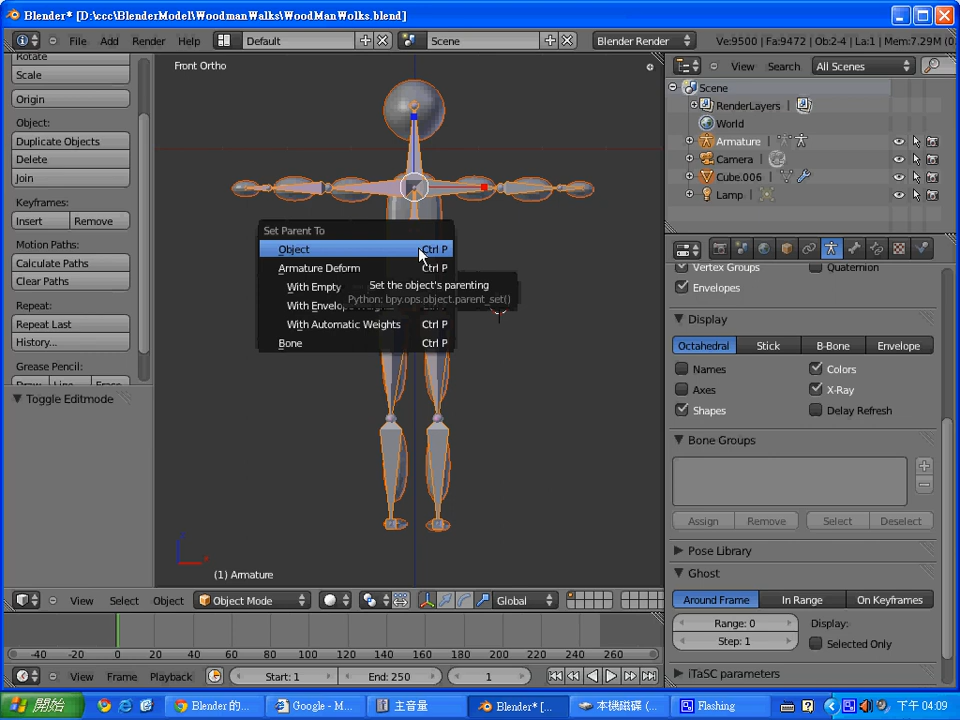 Blender* [D:\ccc\BlenderModel\WoodmanWalks\WoodManWolks.blend]
File Add Render Help Default Scene Blender Render Ve:9500 | Fa:9472 | Ob:2-4 | La:1 | Mem:7.29M
Rotate
Scale
Origin
Object:
Duplicate Objects
Delete
Join
Keyframes:
Insert Remove
Motion Paths:
Calculate Paths
Clear Paths
Repeat:
Repeat Last
History...
Grease Pencil:
Draw Line Erase
Toggle Editmode
Front Ortho
Set Parent To
Object Ctrl P
Armature Deform Ctrl P
With Empty
With Envelope
With Automatic Weights Ctrl P
Bone Ctrl P
Set the object's parenting
Python: bpy.ops.object.parent_set()
(1) Armature
View Select Object Object Mode Global
View Search All Scenes
Scene
RenderLayers
World
Armature
Camera
Cube.006
Lamp
Vertex Groups Quaternion
Envelopes
Display
Octahedral Stick B-Bone Envelope
Names Colors
Axes X-Ray
Shapes Delay Refresh
Bone Groups
Assign Remove Select Deselect
Pose Library
Ghost
Around Frame In Range On Keyframes
Range: 0 Display:
Step: 1 Selected Only
iTaSC parameters
-40 -20 0 20 40 60 80 100 120 140 160 180 200 220 240 260
View Frame Playback Start: 1 End: 250 1
開始 Blender 的... Google - M... 主音量 Blender* [... 本機磁碟 (... Flashing 下午 04:09